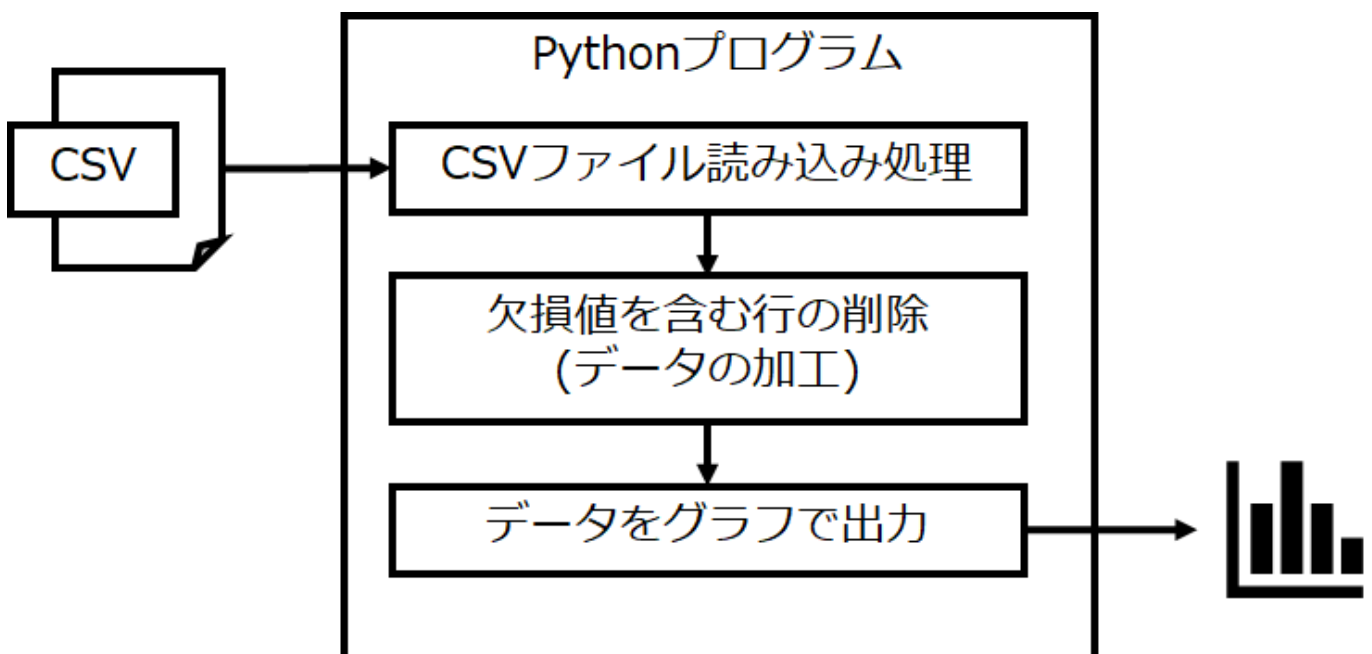 Pythonプログラム
CSV
CSVファイル読み込み処理
欠損値を含む行の削除
(データの加工)
データをグラフで出力